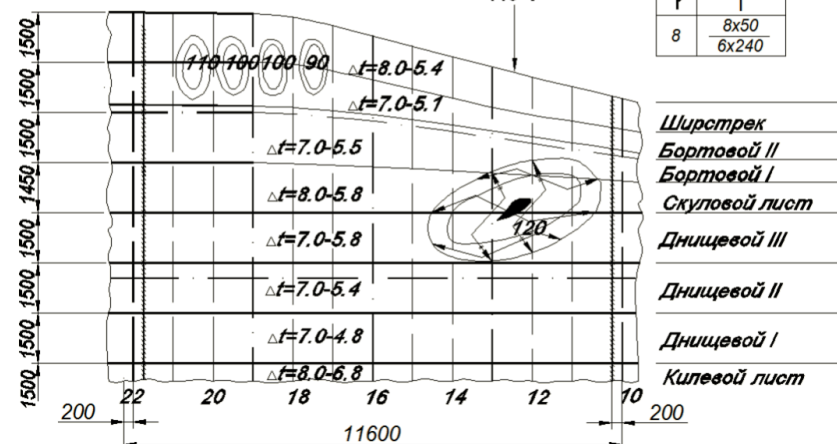 r
8
8x50
6x240
1500
1500
1500
1450
1500
1500
1500
1500
110 100 100 90
△t=8.0-5.4
△t=7.0-5.1
△t=7.0-5.5
△t=8.0-5.8
△t=7.0-5.8
120
△t=7.0-5.4
△t=7.0-4.8
△t=8.0-6.8
Ширстрек
Бортовой II
Бортовой I
Скуловой лист
Днищевой III
Днищевой II
Днищевой I
Килевой лист
22 20 18 16 14 12 10
200
200
11600